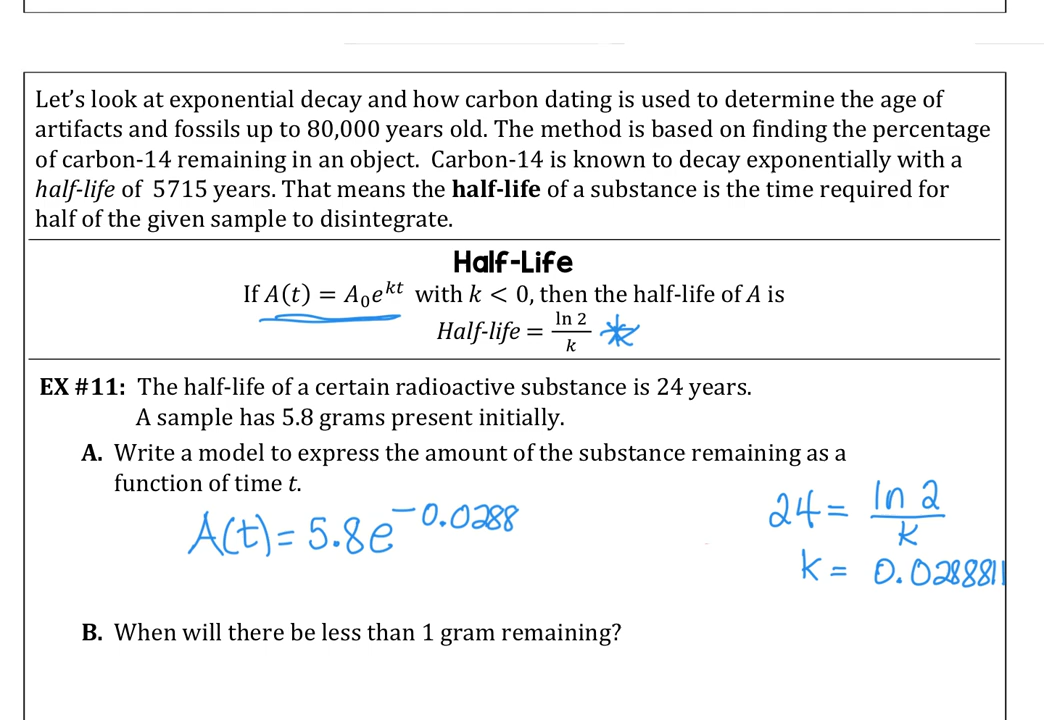 Let's look at exponential decay and how carbon dating is used to determine the age of
artifacts and fossils up to 80,000 years old. The method is based on finding the percentage
of carbon-14 remaining in an object. Carbon-14 is known to decay exponentially with a
half-life of 5715 years. That means the half-life of a substance is the time required for
half of the given sample to disintegrate.
Half-Life
If A(t) = A₀e^{kt} with k < 0, then the half-life of A is
Half-life = ln 2 / k *
EX #11: The half-life of a certain radioactive substance is 24 years.
A sample has 5.8 grams present initially.
A. Write a model to express the amount of the substance remaining as a
function of time t.
A(t) = 5.8e^{-0.0288}
24 = ln 2 / k
k = 0.0288811
B. When will there be less than 1 gram remaining?